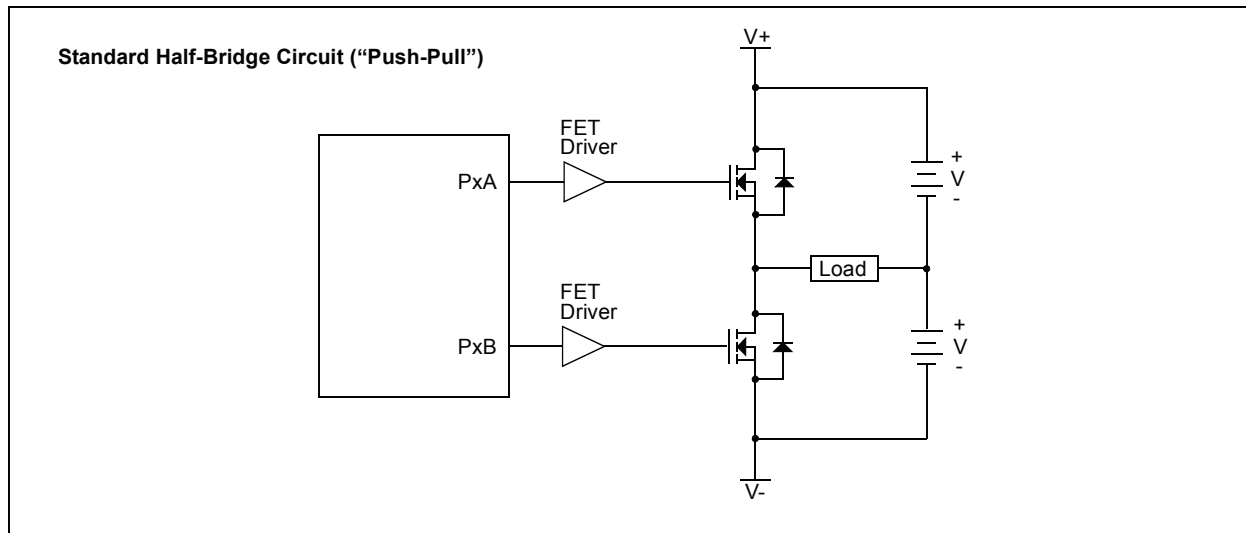 Standard Half-Bridge Circuit (“Push-Pull”)
V+
FET
Driver
PxA
+
V
-
Load
FET
Driver
PxB
+
V
-
V-